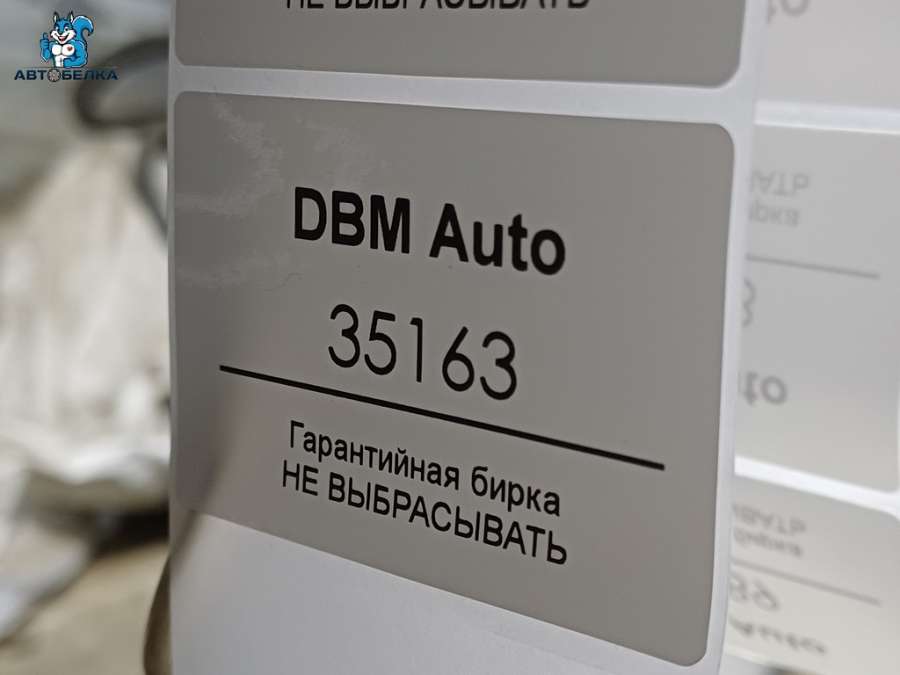 АВТОБЕЛКА
НЕ ВЫБРАСЫВАТЬ
DBM Auto
35163
Гарантийная бирка
НЕ ВЫБРАСЫВАТЬ